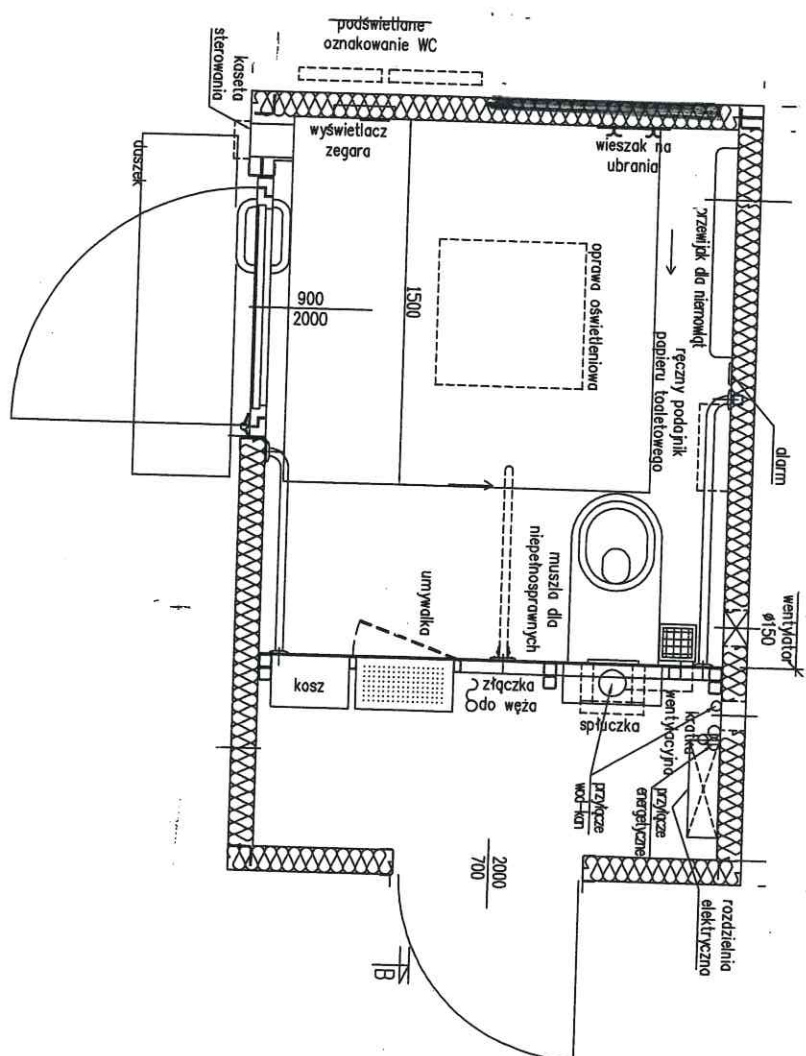 podświetlane
oznakowanie WC
kaseta
sterowania
wyświetlacz
zegara
wieszak na
ubrania
duszek
przewijak dla niemowląt
oprawa oświetleniowa
900
2000
1500
ręczny podajnik
papieru toaletowego
alarm
muszla dla
niepełnosprawnych
umywalka
wentylator
ø150
kosz
złączka
do węża
spłuczka
kratka
wentylacyjna
przyłącze
wod-kan
przyłącze
energetyczne
rozdzielnia
elektryczna
2000
700
B